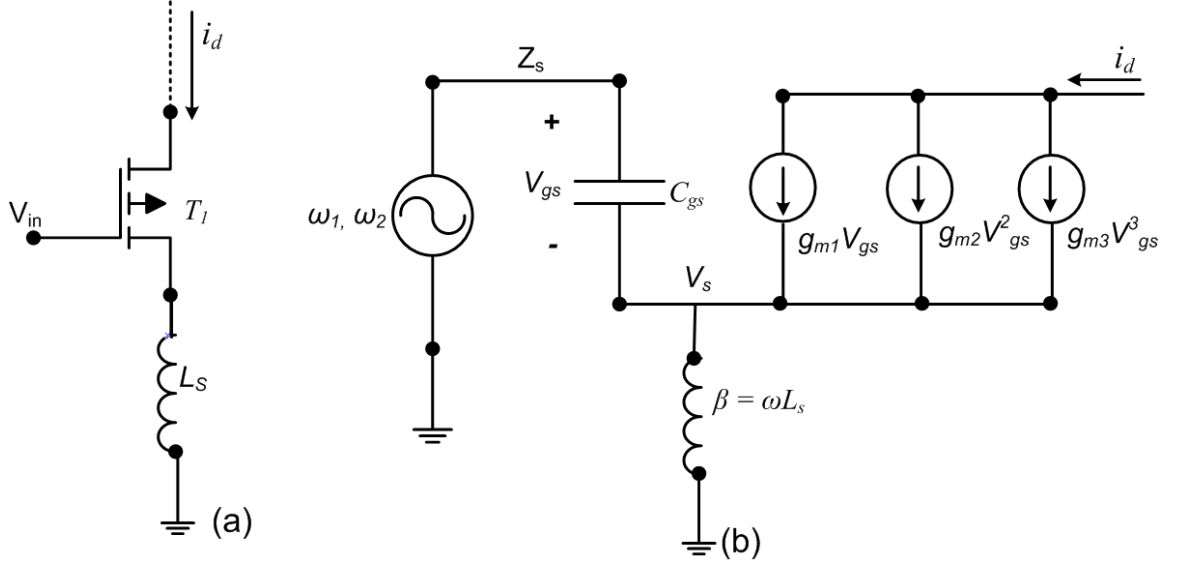 i_d
V_in
T_1
L_S
(a)
Z_s
i_d
+
V_gs
-
C_gs
ω_1, ω_2
g_m1V_gs
g_m2V^2_gs
g_m3V^3_gs
V_s
β = ωL_s
(b)